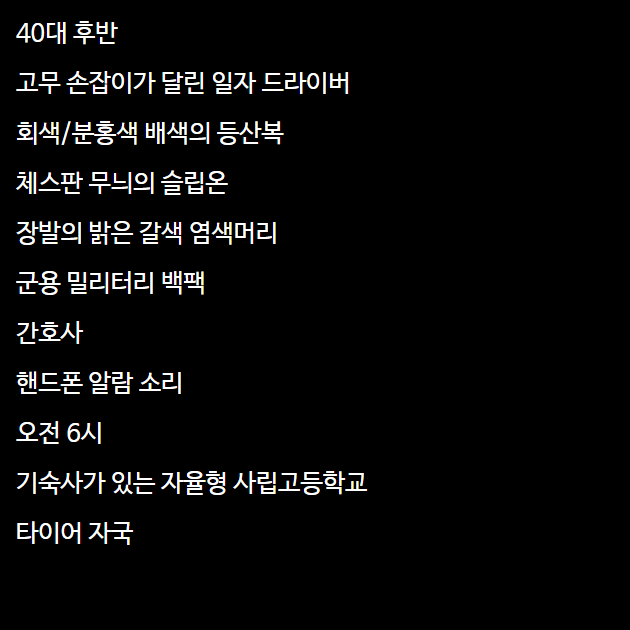 40대 후반
고무 손잡이가 달린 일자 드라이버
회색/분홍색 배색의 등산복
체스판 무늬의 슬립온
장발의 밝은 갈색 염색머리
군용 밀리터리 백팩
간호사
핸드폰 알람 소리
오전 6시
기숙사가 있는 자율형 사립고등학교
타이어 자국